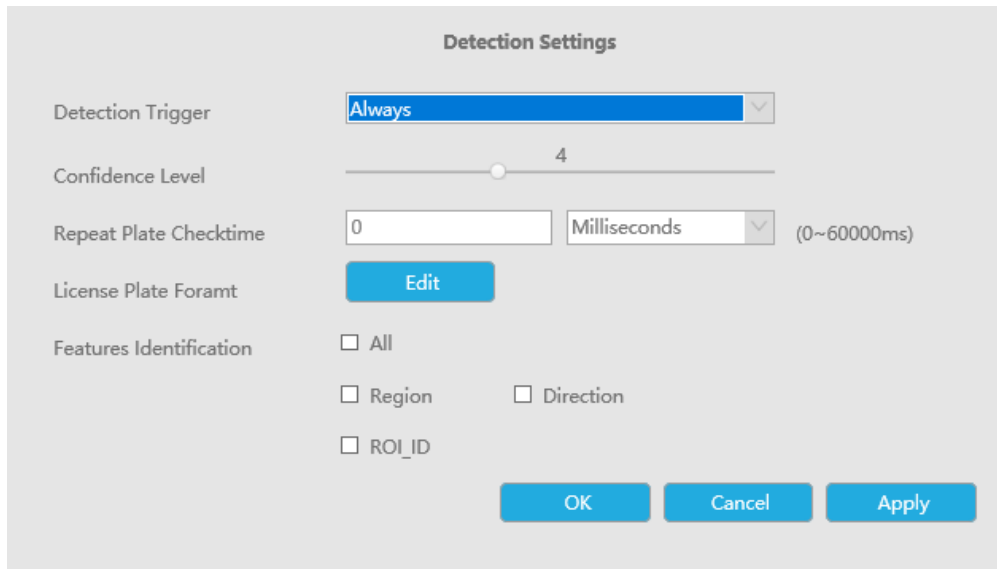 Detection Settings
Detection Trigger Always
4
Confidence Level
Repeat Plate Checktime 0 Milliseconds (0~60000ms)
License Plate Foramt Edit
Features Identification All
Region Direction
ROI_ID
OK Cancel Apply